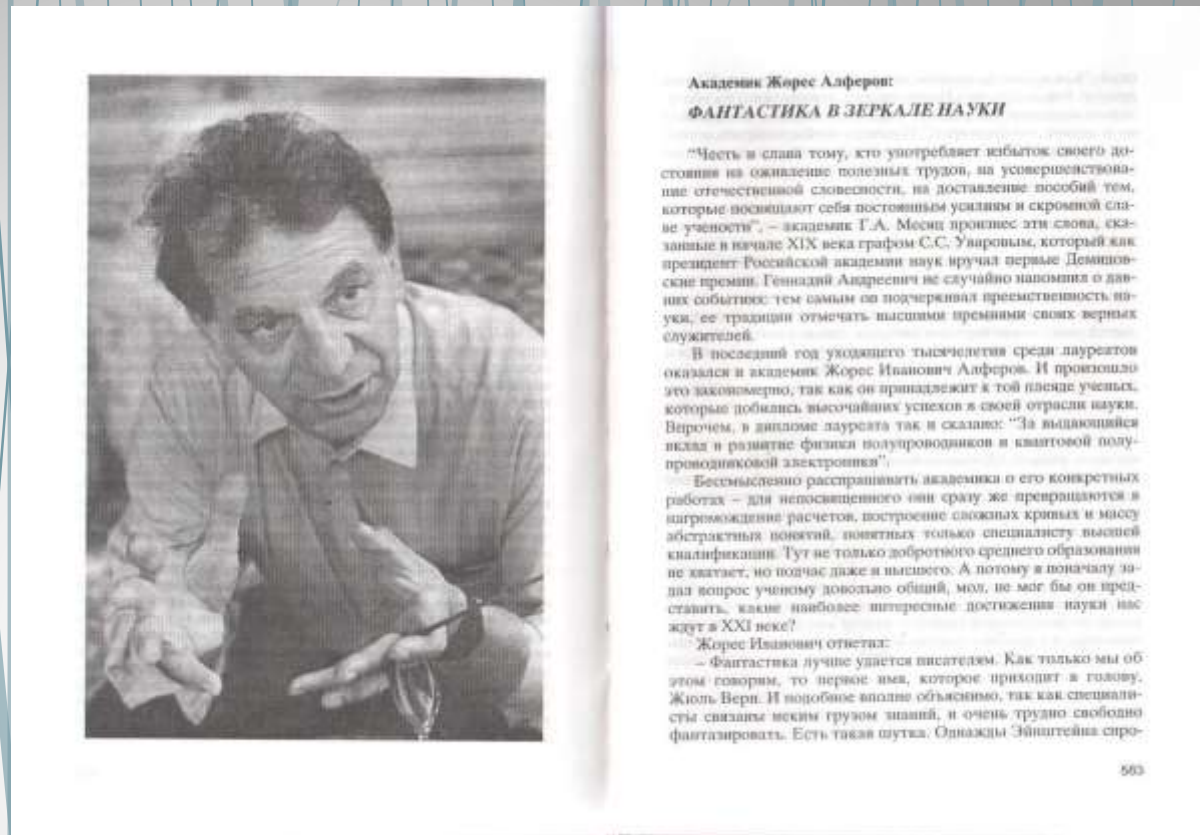 Академик Жорес Алферов:
ФАНТАСТИКА В ЗЕРКАЛЕ НАУКИ
“Честь и слава тому, кто употребляет избыток своего до-
стояния на оживление полезных трудов, на усовершенствова-
ние отечественной словесности, на доставление пособий тем,
которые посвящают себя постоянным усилиям и скромной сла-
ве учености”, – академик Г.А. Месяц произнес эти слова, ска-
занные в начале XIX века графом С.С. Уваровым, который как
президент Российской академии наук вручал первые Демидов-
ские премии. Геннадий Андреевич не случайно напомнил о дав-
них событиях: тем самым он подчеркивал преемственность на-
уки, ее традиции отмечать высшими премиями своих верных
служителей.
В последний год уходящего тысячелетия среди лауреатов
оказался и академик Жорес Иванович Алферов. И произошло
это закономерно, так как он принадлежит к той плеяде ученых,
которые добились высочайших успехов в своей отрасли науки.
Впрочем, в дипломе лауреата так и сказано: “За выдающийся
вклад в развитие физики полупроводников и квантовой полу-
проводниковой электроники”.
Бессмысленно расспрашивать академика о его конкретных
работах – для непосвященного они сразу же превращаются в
нагромождение расчетов, построение сложных кривых и массу
абстрактных понятий, понятных только специалисту высшей
квалификации. Тут не только добротного среднего образования
не хватает, но подчас даже и высшего. А потому я поначалу за-
дал вопрос ученому довольно общий, мол, не мог бы он пред-
ставить, какие наиболее интересные достижения науки нас
ждут в XXI веке?
Жорес Иванович ответил:
– Фантастика лучше удается писателям. Как только мы об
этом говорим, то первое имя, которое приходит в голову,
Жюль Верн. И подобное вполне объяснимо, так как специали-
сты связаны неким грузом знаний, и очень трудно свободно
фантазировать. Есть такая шутка. Однажды Эйнштейна спро-
563